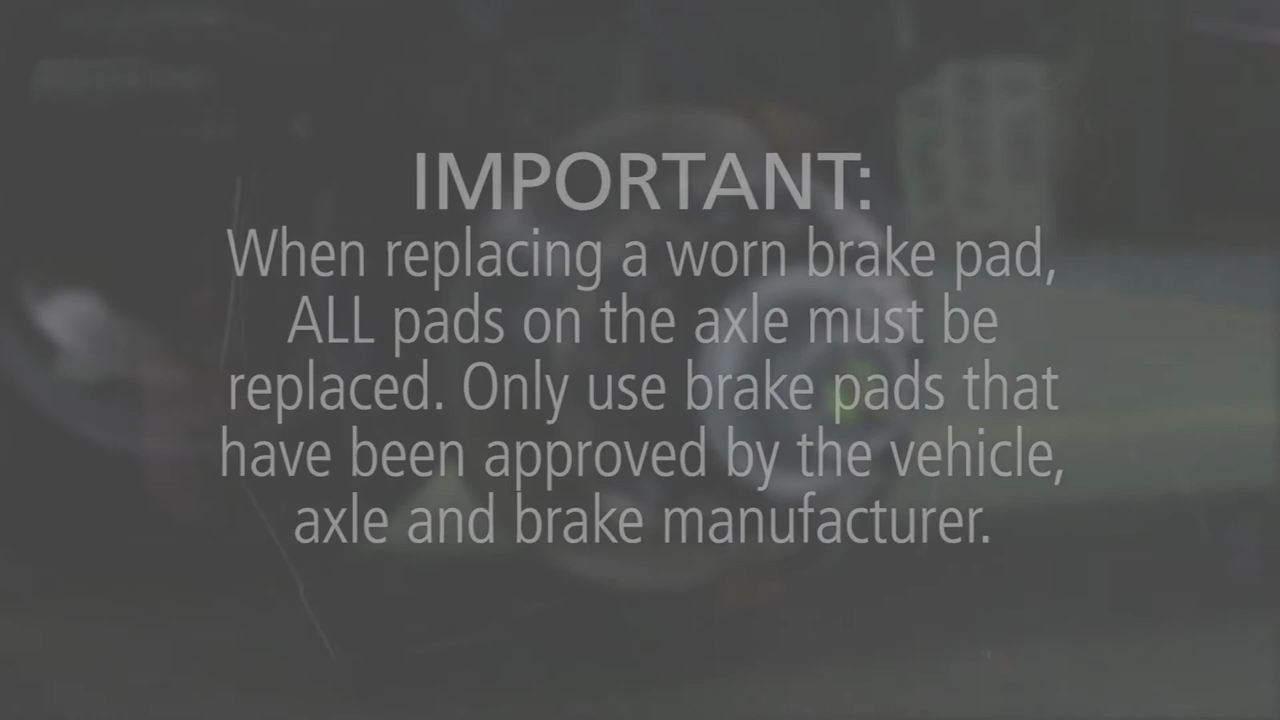 IMPORTANT:
When replacing a worn brake pad,
ALL pads on the axle must be
replaced. Only use brake pads that
have been approved by the vehicle,
axle and brake manufacturer.